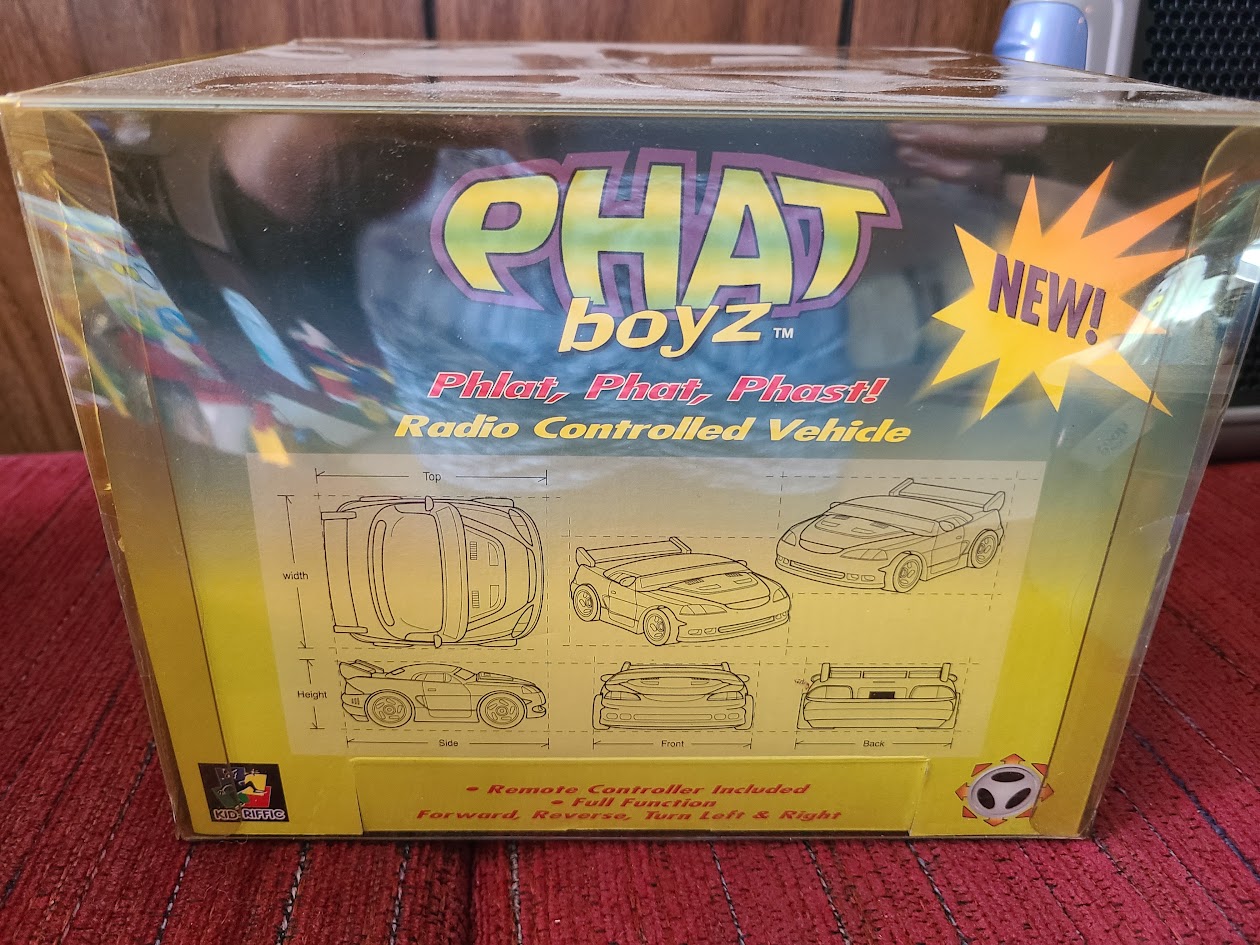 PHAT
boyz™
NEW!
Phlat, Phat, Phast!
Radio Controlled Vehicle
Top
width
Height
Side
Front
Back
• Remote Controller Included
• Full Function
Forward, Reverse, Turn Left & Right
KID-RIFFIC